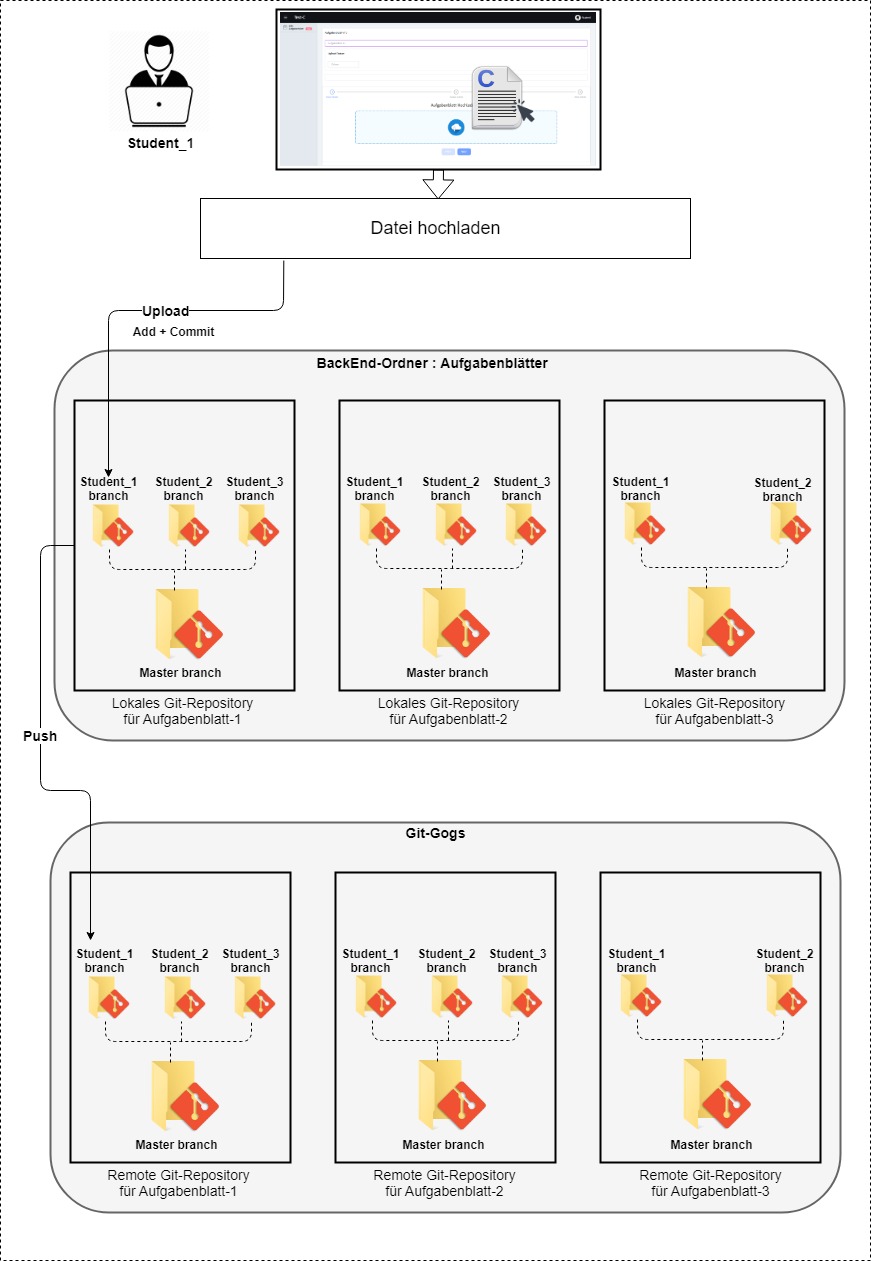 Test-C
Student_1
Datei hochladen
Upload
Add + Commit
BackEnd-Ordner : Aufgabenblätter
Student_1 Student_2 Student_3
branch branch branch
Master branch
Lokales Git-Repository
für Aufgabenblatt-1
Student_1 Student_2 Student_3
branch branch branch
Master branch
Lokales Git-Repository
für Aufgabenblatt-2
Student_1 Student_2
branch branch
Master branch
Lokales Git-Repository
für Aufgabenblatt-3
Push
Git-Gogs
Student_1 Student_2 Student_3
branch branch branch
Master branch
Remote Git-Repository
für Aufgabenblatt-1
Student_1 Student_2 Student_3
branch branch branch
Master branch
Remote Git-Repository
für Aufgabenblatt-2
Student_1 Student_2
branch branch
Master branch
Remote Git-Repository
für Aufgabenblatt-3